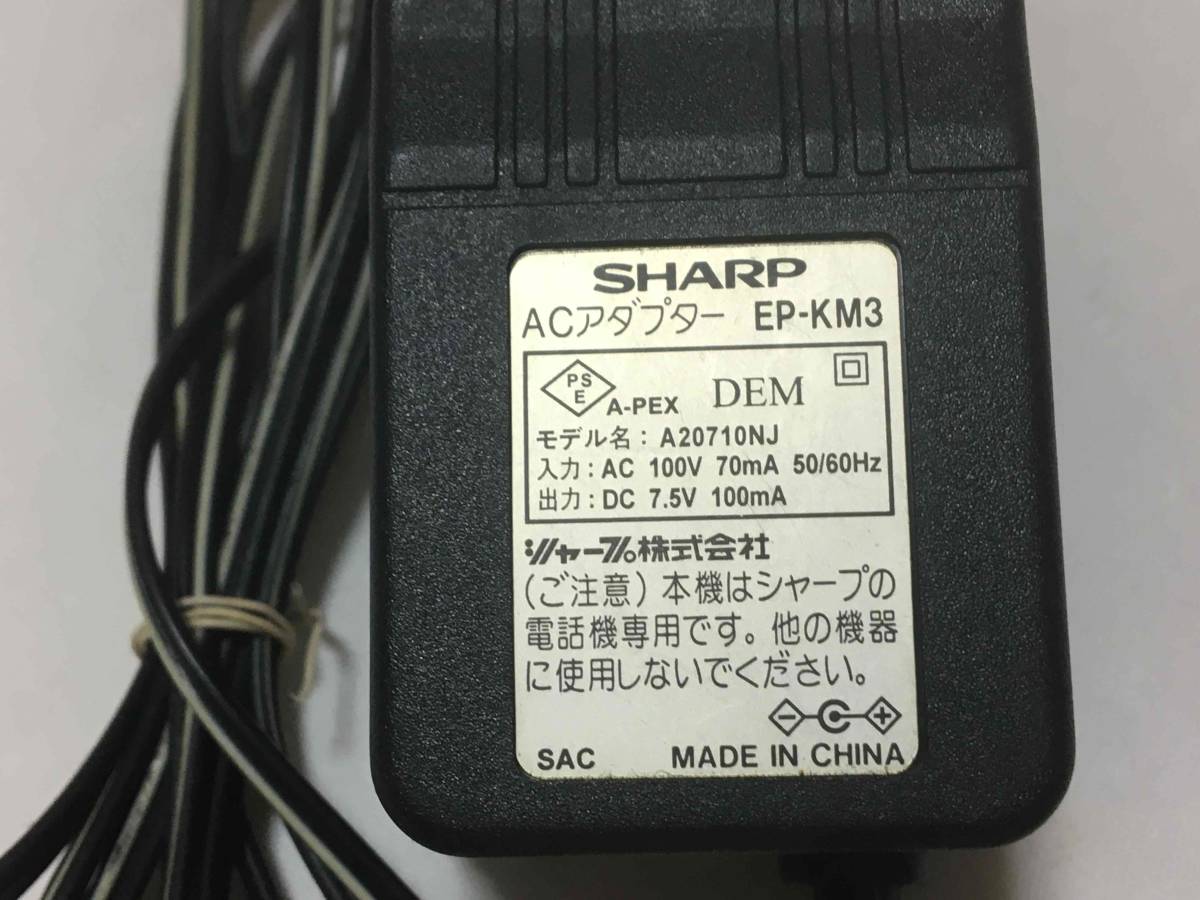 SHARP
ACアダプター EP-KM3
PS
E
A-PEX DEM
モデル名：A20710NJ
入力：AC 100V 70mA 50/60Hz
出力：DC 7.5V 100mA
シャープ株式会社
（ご注意）本機はシャープの
電話機専用です。他の機器
に使用しないでください。
SAC MADE IN CHINA